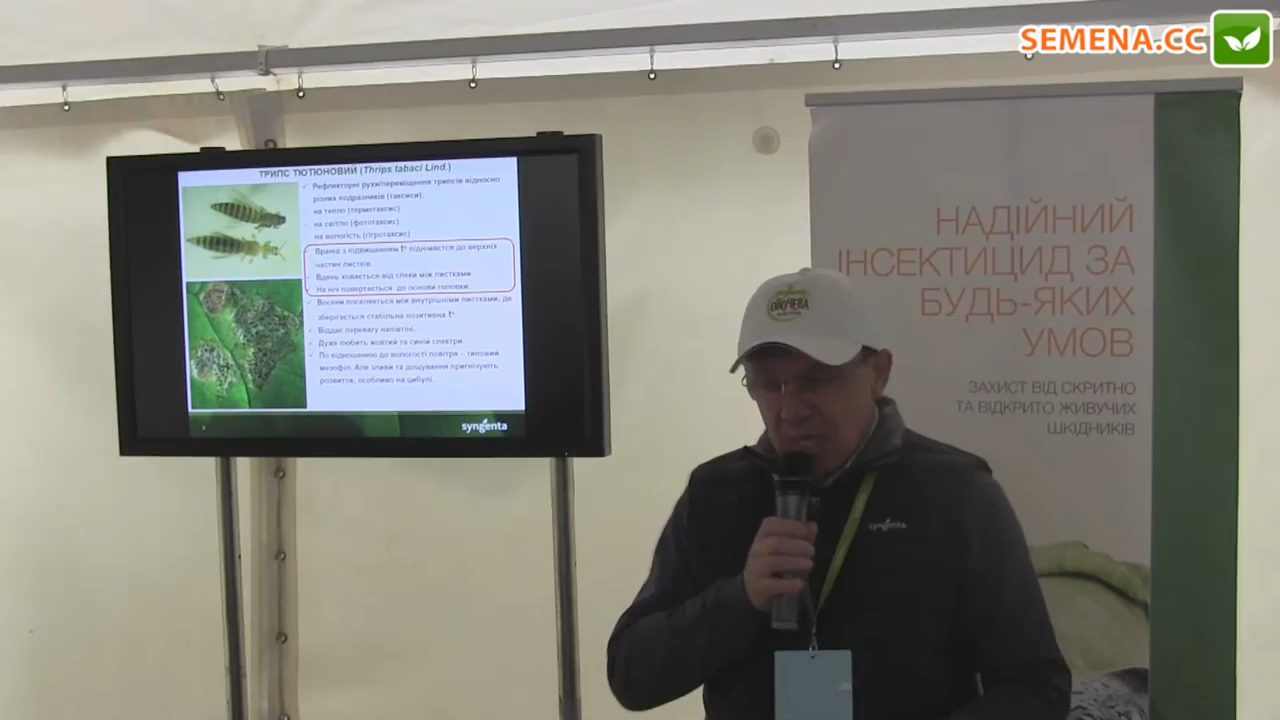 SEMENA.CC
ТРИПС ТЮТЮНОВИЙ (Thrips tabaci Lind.)
Рефлекторні рухи/переміщення трипсів відносно
різних подразників (таксиси):
на тепло (термотаксис)
на світло (фототаксис)
на вологість (гігротаксис)
Вранці з підвищенням t° піднімається до верхніх
частин листків.
Вдень ховається від спеки між листками.
На ніч повертається до основи головки.
Восени поселяється між внутрішніми листками, де
зберігається стабільна позитивна t°.
Віддає перевагу напівтіні.
Дуже любить жовтий та синій спектри.
По відношенню до вологості повітря – типовий
мезофіл. Але зливи та дощування пригнічують
розвиток, особливо на цибулі.
syngenta
НАДІЙНИЙ
ІНСЕКТИЦИД ЗА
БУДЬ-ЯКИХ
УМОВ
ЗАХИСТ ВІД СКРИТНО
ТА ВІДКРИТО ЖИВУЧИХ
ШКІДНИКІВ
ОВОЧЕВА
syngenta